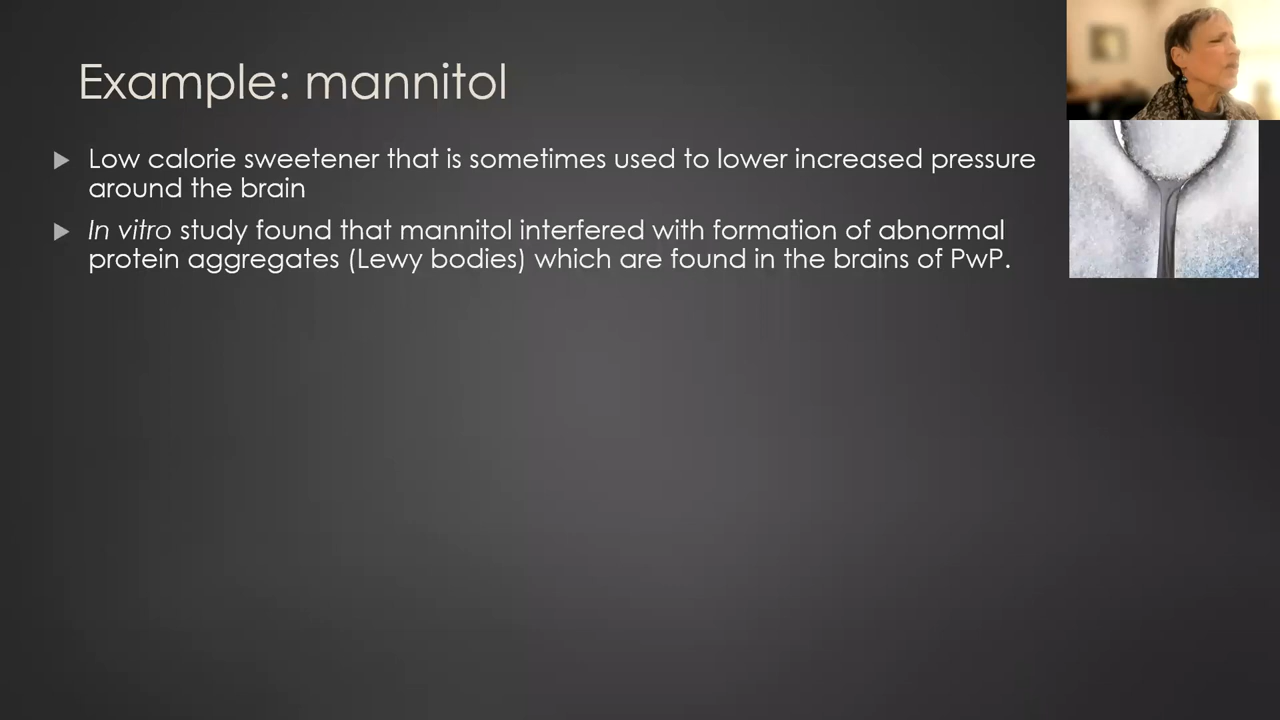 Example: mannitol
Low calorie sweetener that is sometimes used to lower increased pressure
around the brain
In vitro study found that mannitol interfered with formation of abnormal
protein aggregates (Lewy bodies) which are found in the brains of PwP.